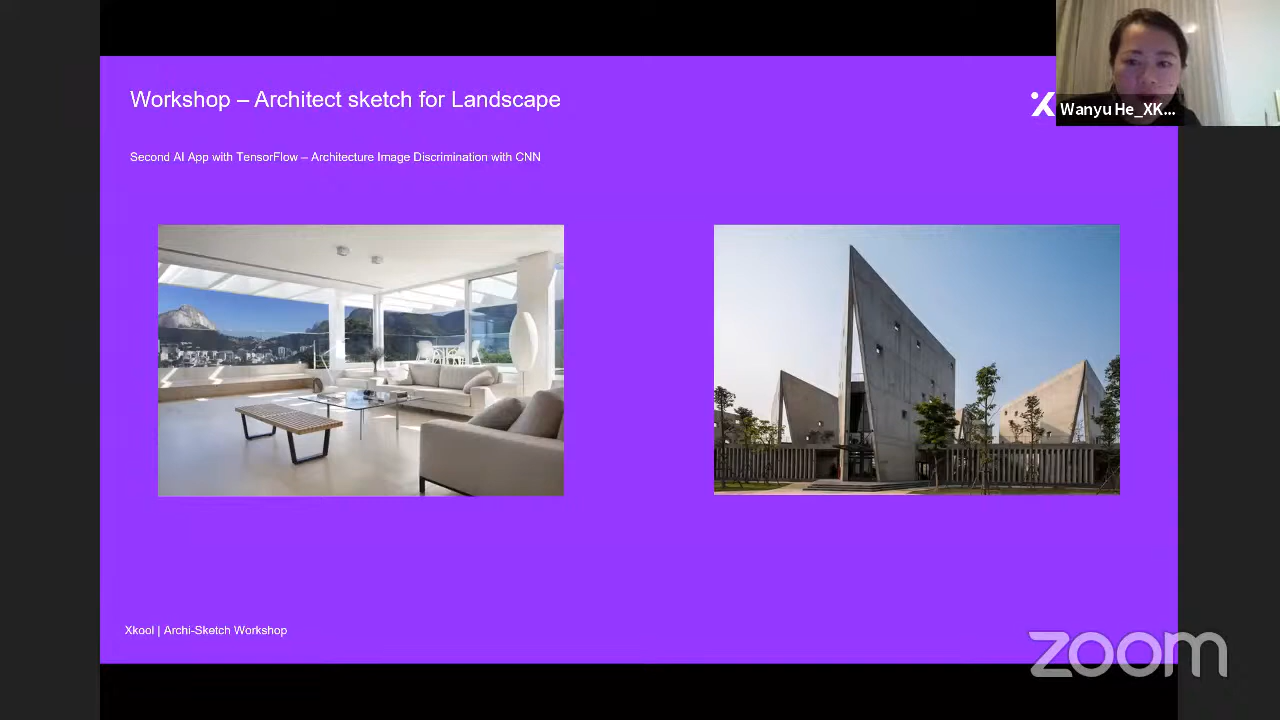 Workshop – Architect sketch for Landscape
Wanyu He_XK...
Second AI App with TensorFlow – Architecture Image Discrimination with CNN
Xkool | Archi-Sketch Workshop
zoom